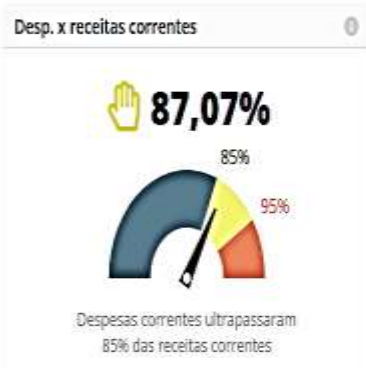 Desp. x receitas correntes
87,07%
85%
95%
Despesas correntes ultrapassaram
85% das receitas correntes